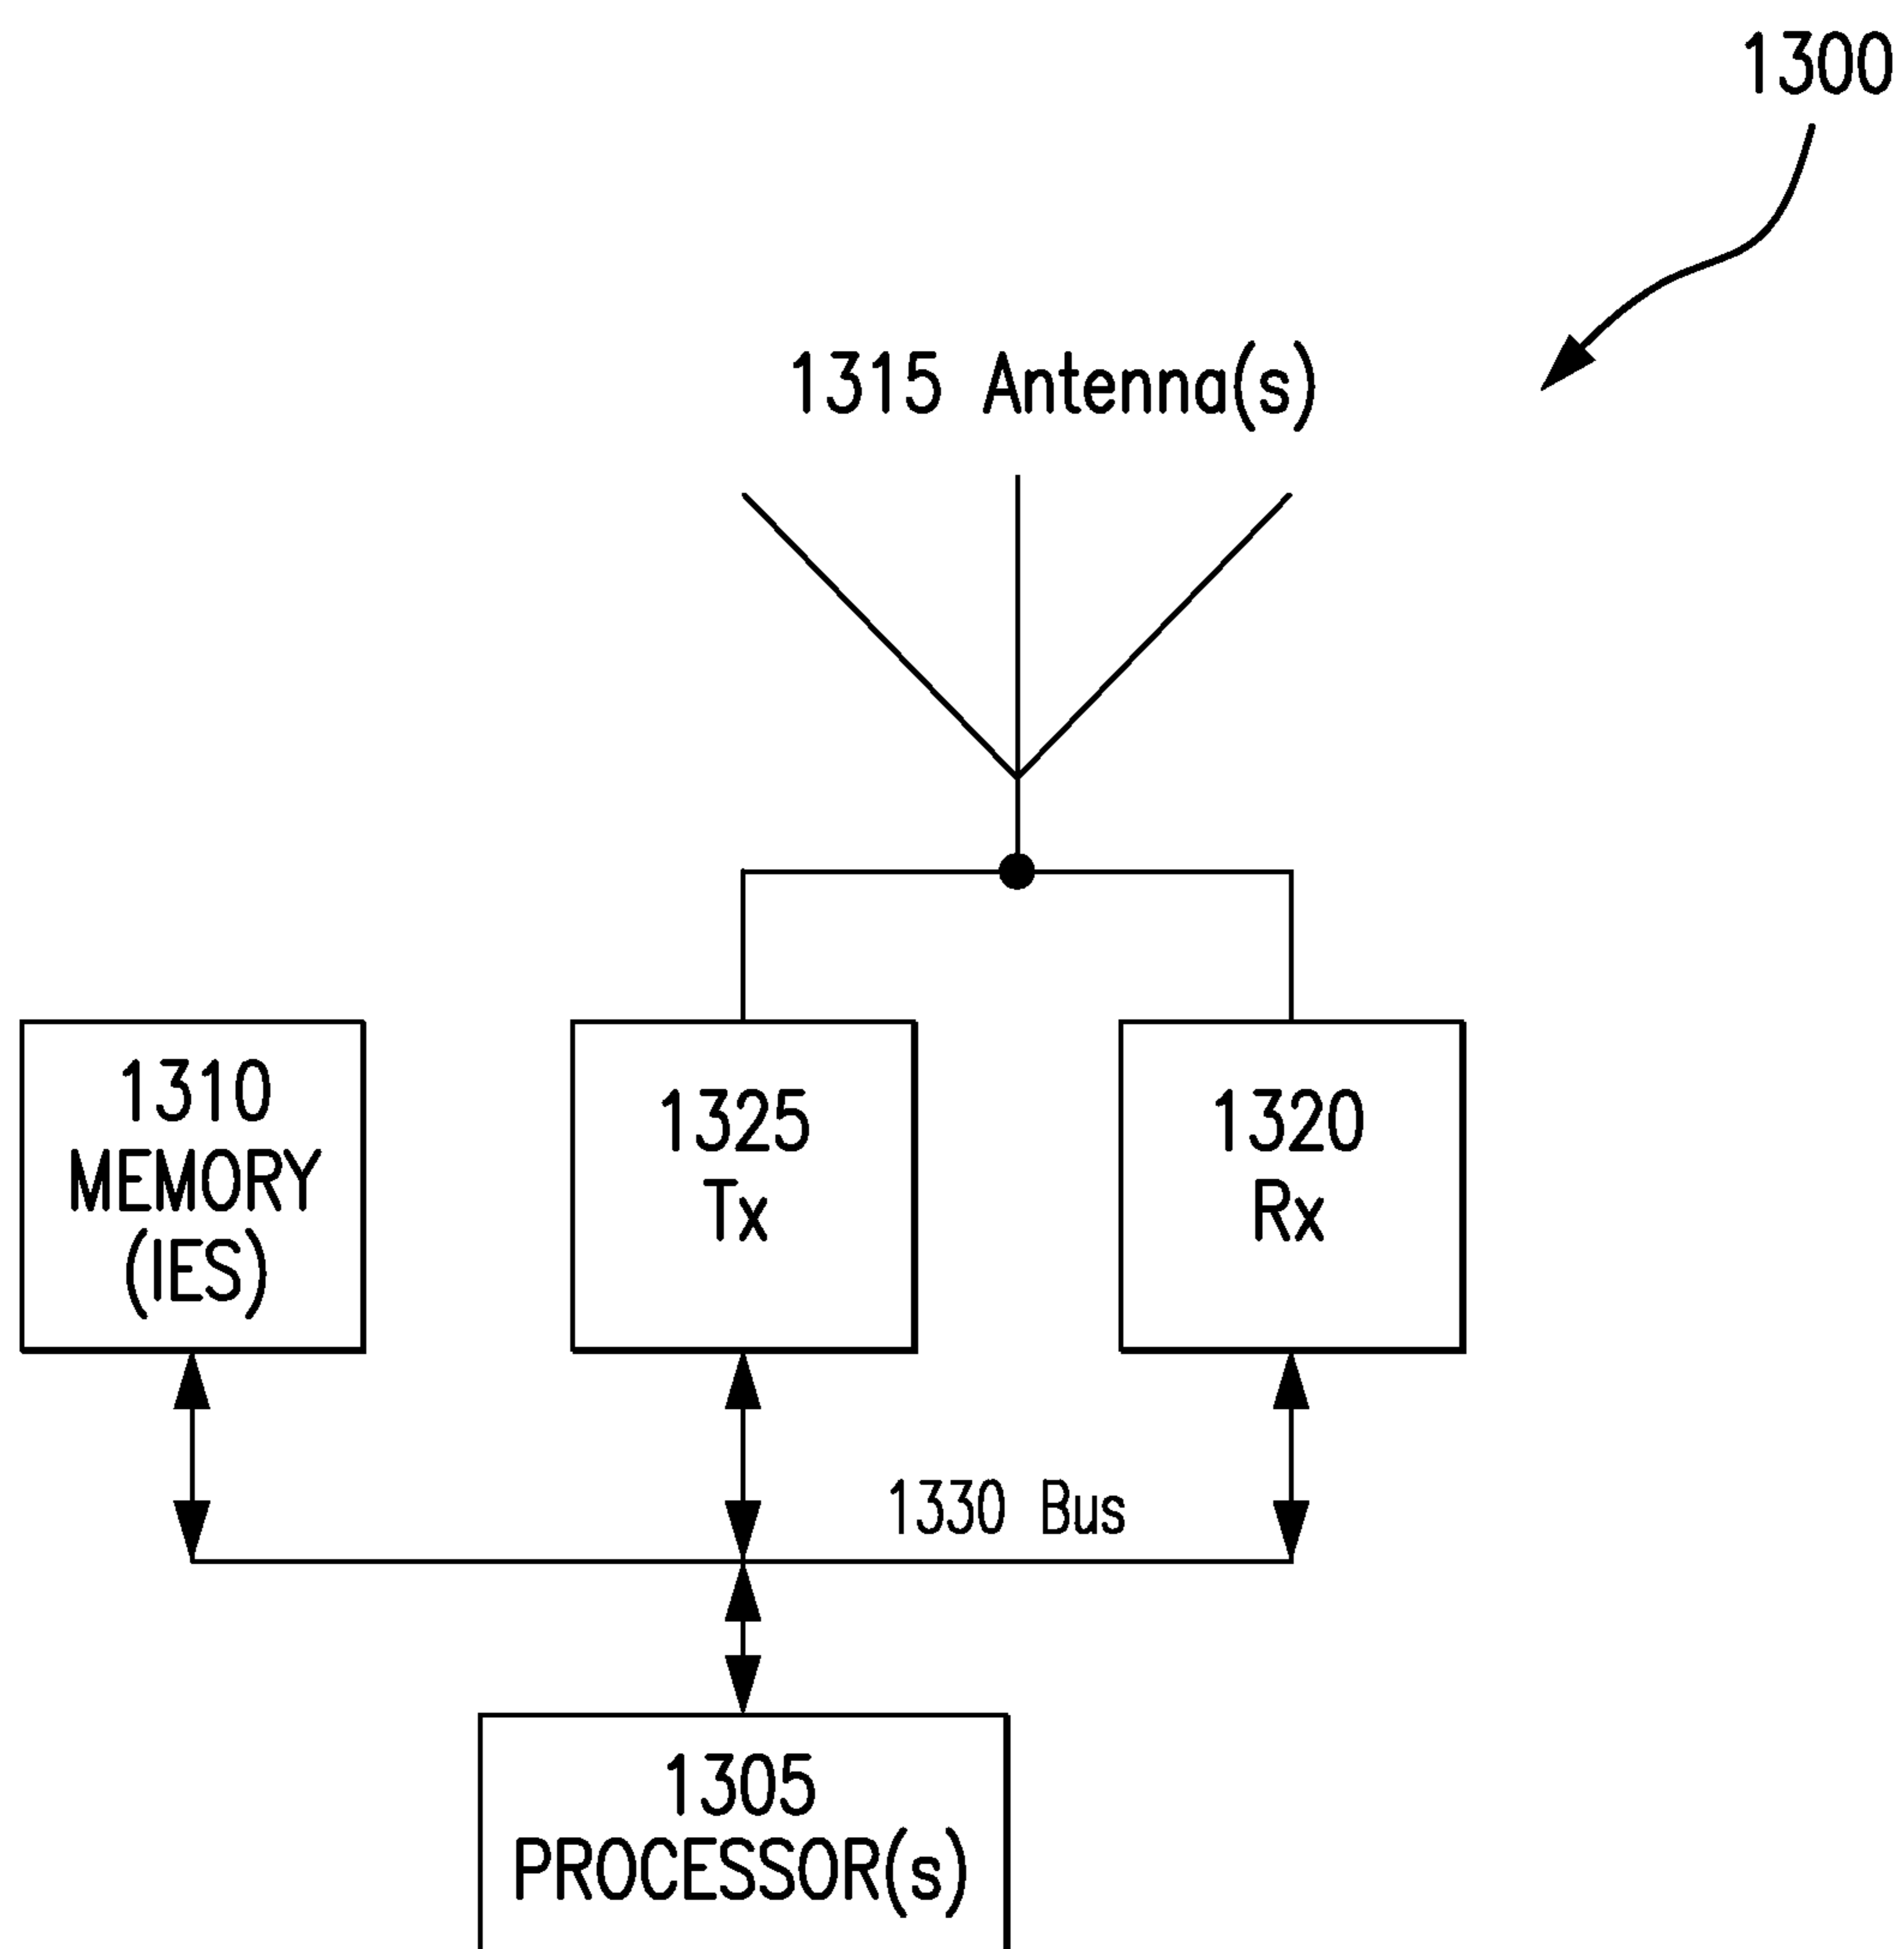 1300
1315 Antenna(s)
1310
MEMORY
(IES)
1325
Tx
1320
Rx
1330 Bus
1305
PROCESSOR(s)